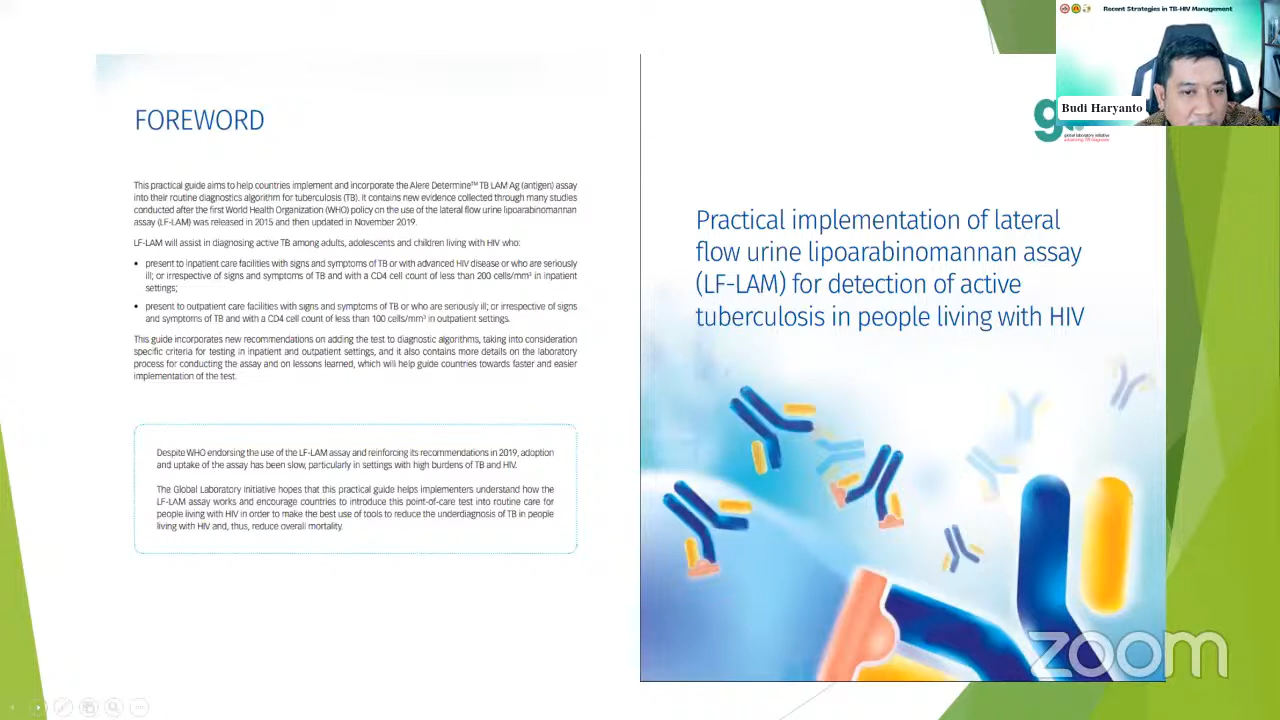 FOREWORD
This practical guide aims to help countries implement and incorporate the Alere Determine™ TB LAM Ag (antigen) assay
into their routine diagnostics algorithm for tuberculosis (TB). It contains new evidence collected through many studies
conducted after the first World Health Organization (WHO) policy on the use of the lateral flow urine lipoarabinomannan
assay (LF-LAM) was released in 2015 and then updated in November 2019.
LF-LAM will assist in diagnosing active TB among adults, adolescents and children living with HIV who:
• present to inpatient care facilities with signs and symptoms of TB or with advanced HIV disease or who are seriously
ill; or irrespective of signs and symptoms of TB and with a CD4 cell count of less than 200 cells/mm³ in inpatient
settings;
• present to outpatient care facilities with signs and symptoms of TB or who are seriously ill; or irrespective of signs
and symptoms of TB and with a CD4 cell count of less than 100 cells/mm³ in outpatient settings.
This guide incorporates new recommendations on adding the test to diagnostic algorithms, taking into consideration
specific criteria for testing in inpatient and outpatient settings, and it also contains more details on the laboratory
process for conducting the assay and on lessons learned, which will help guide countries towards faster and easier
implementation of the test.
Despite WHO endorsing the use of the LF-LAM assay and reinforcing its recommendations in 2019, adoption
and uptake of the assay has been slow, particularly in settings with high burdens of TB and HIV.
The Global Laboratory Initiative hopes that this practical guide helps implementers understand how the
LF-LAM assay works and encourage countries to introduce this point-of-care test into routine care for
people living with HIV in order to make the best use of tools to reduce the underdiagnosis of TB in people
living with HIV and, thus, reduce overall mortality.
Recent Strategies in TB-HIV Management
Budi Haryanto
global laboratory initiative
advancing TB diagnosis
Practical implementation of lateral
flow urine lipoarabinomannan assay
(LF-LAM) for detection of active
tuberculosis in people living with HIV
zoom